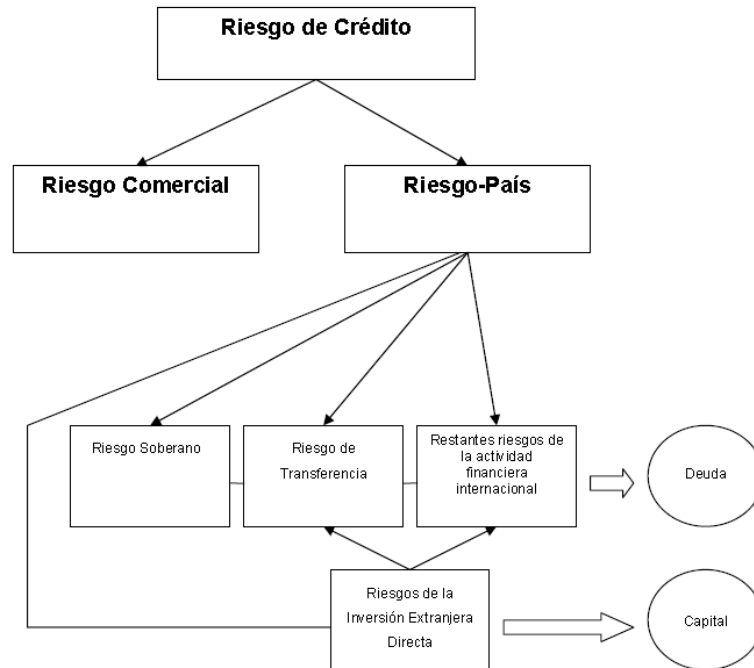 Riesgo de Crédito
Riesgo Comercial
Riesgo-País
Riesgo Soberano
Riesgo de
Transferencia
Restantes riesgos de
la actividad
financiera
internacional
Deuda
Riesgos de la
Inversión Extranjera
Directa
Capital